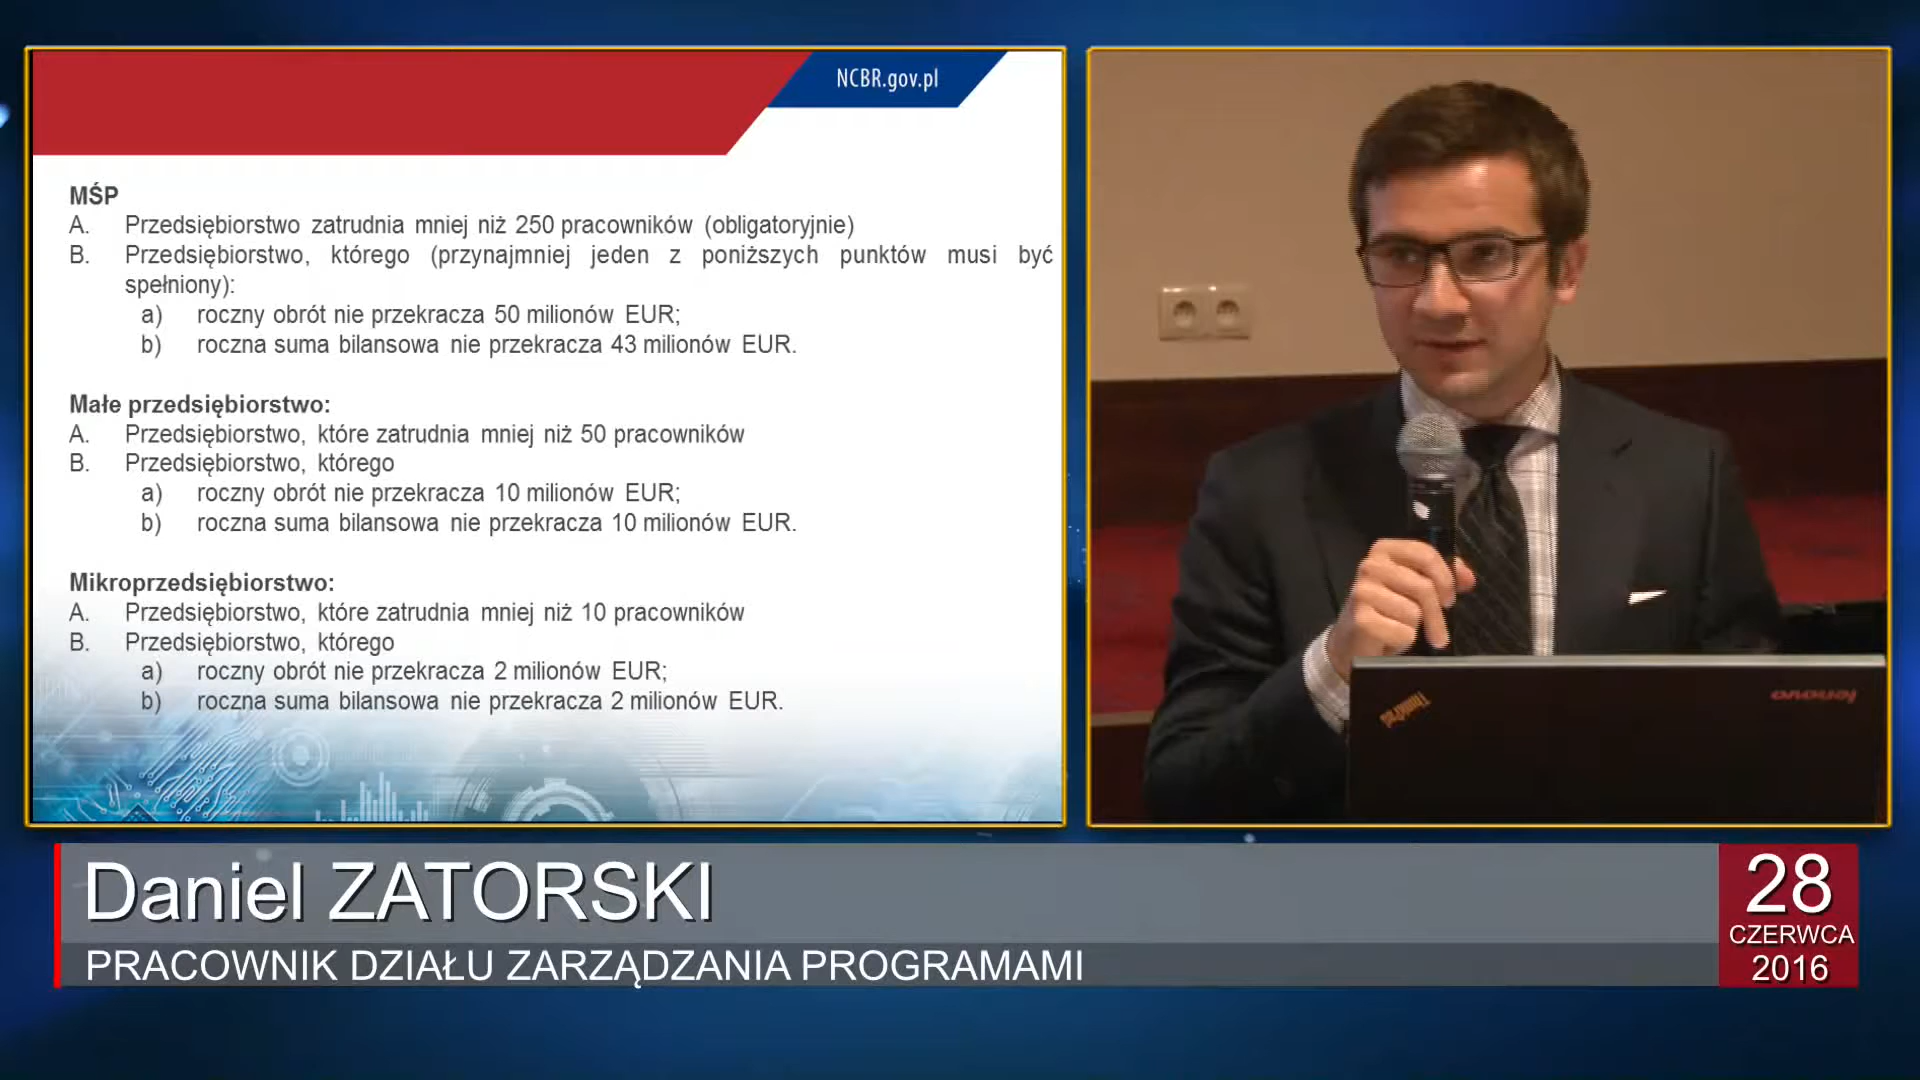 NCBR.gov.pl
MŚP
A. Przedsiębiorstwo zatrudnia mniej niż 250 pracowników (obligatoryjnie)
B. Przedsiębiorstwo, którego (przynajmniej jeden z poniższych punktów musi być
spełniony):
a) roczny obrót nie przekracza 50 milionów EUR;
b) roczna suma bilansowa nie przekracza 43 milionów EUR.
Małe przedsiębiorstwo:
A. Przedsiębiorstwo, które zatrudnia mniej niż 50 pracowników
B. Przedsiębiorstwo, którego
a) roczny obrót nie przekracza 10 milionów EUR;
b) roczna suma bilansowa nie przekracza 10 milionów EUR.
Mikroprzedsiębiorstwo:
A. Przedsiębiorstwo, które zatrudnia mniej niż 10 pracowników
B. Przedsiębiorstwo, którego
a) roczny obrót nie przekracza 2 milionów EUR;
b) roczna suma bilansowa nie przekracza 2 milionów EUR.
ThinkPad
lenovo
Daniel ZATORSKI
PRACOWNIK DZIAŁU ZARZĄDZANIA PROGRAMAMI
28
CZERWCA
2016